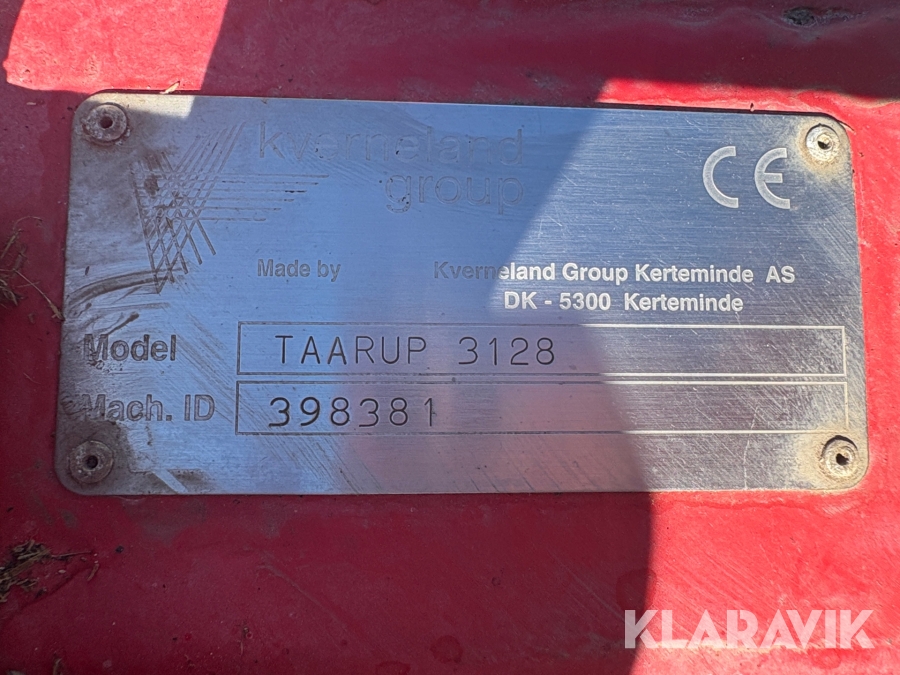 kverneland
group
CE
Made by Kverneland Group Kerteminde AS
DK - 5300 Kerteminde
Model TAARUP 3128
Mach. ID 398381
KLARAVIK